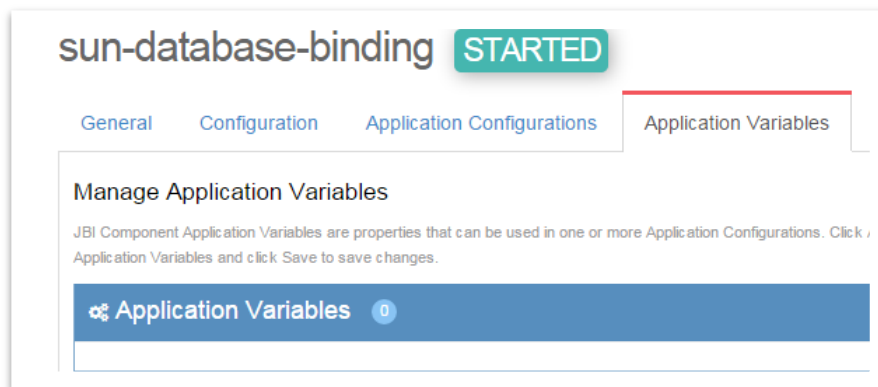 sun-database-binding STARTED
General Configuration Application Configurations Application Variables
Manage Application Variables
JBI Component Application Variables are properties that can be used in one or more Application Configurations. Click
Application Variables and click Save to save changes.
Application Variables 0